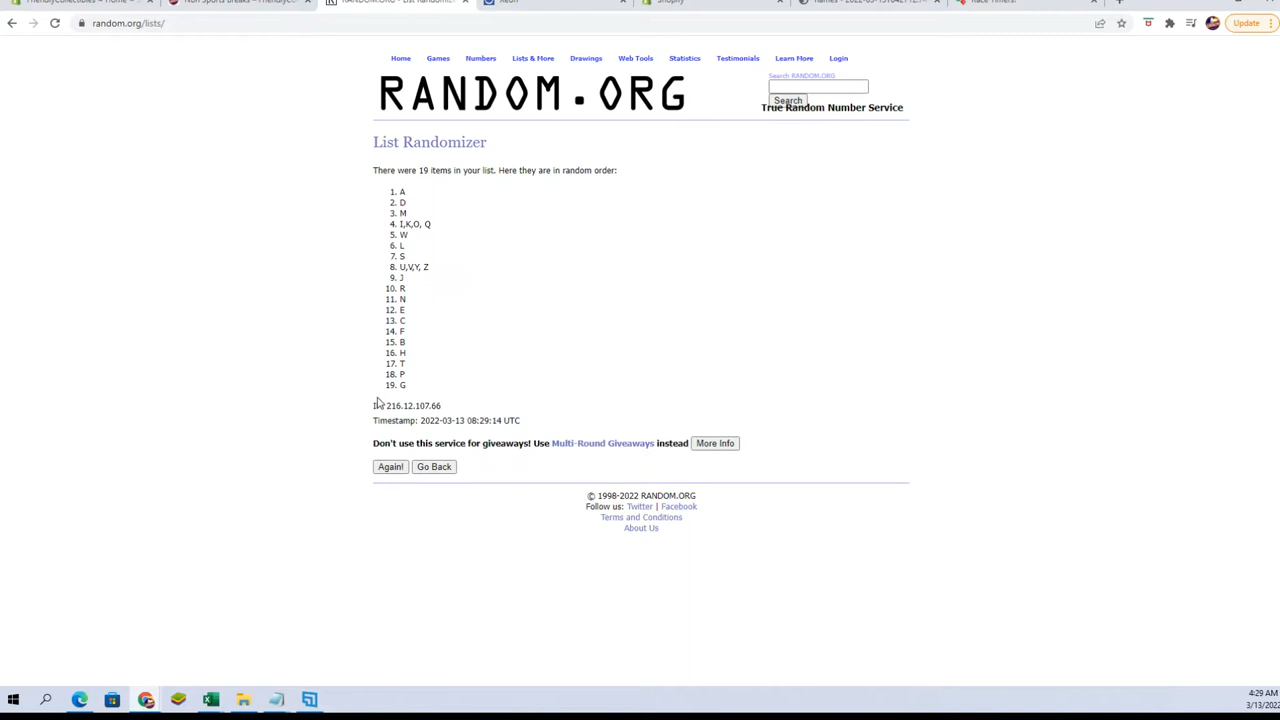 random.org/lists/
Update
Home Games Numbers Lists & More Drawings Web Tools Statistics Testimonials Learn More Login
RANDOM.ORG
Search RANDOM.ORG
Search
True Random Number Service
List Randomizer
There were 19 items in your list. Here they are in random order:
1. A
2. D
3. M
4. I,K,O, Q
5. W
6. L
7. S
8. U,V,Y, Z
9. J
10. R
11. N
12. E
13. C
14. F
15. B
16. H
17. T
18. P
19. G
216.12.107.66
Timestamp: 2022-03-13 08:29:14 UTC
Don't use this service for giveaways! Use Multi-Round Giveaways instead More Info
Again! Go Back
© 1998-2022 RANDOM.ORG
Follow us: Twitter | Facebook
Terms and Conditions
About Us
4:29 AM